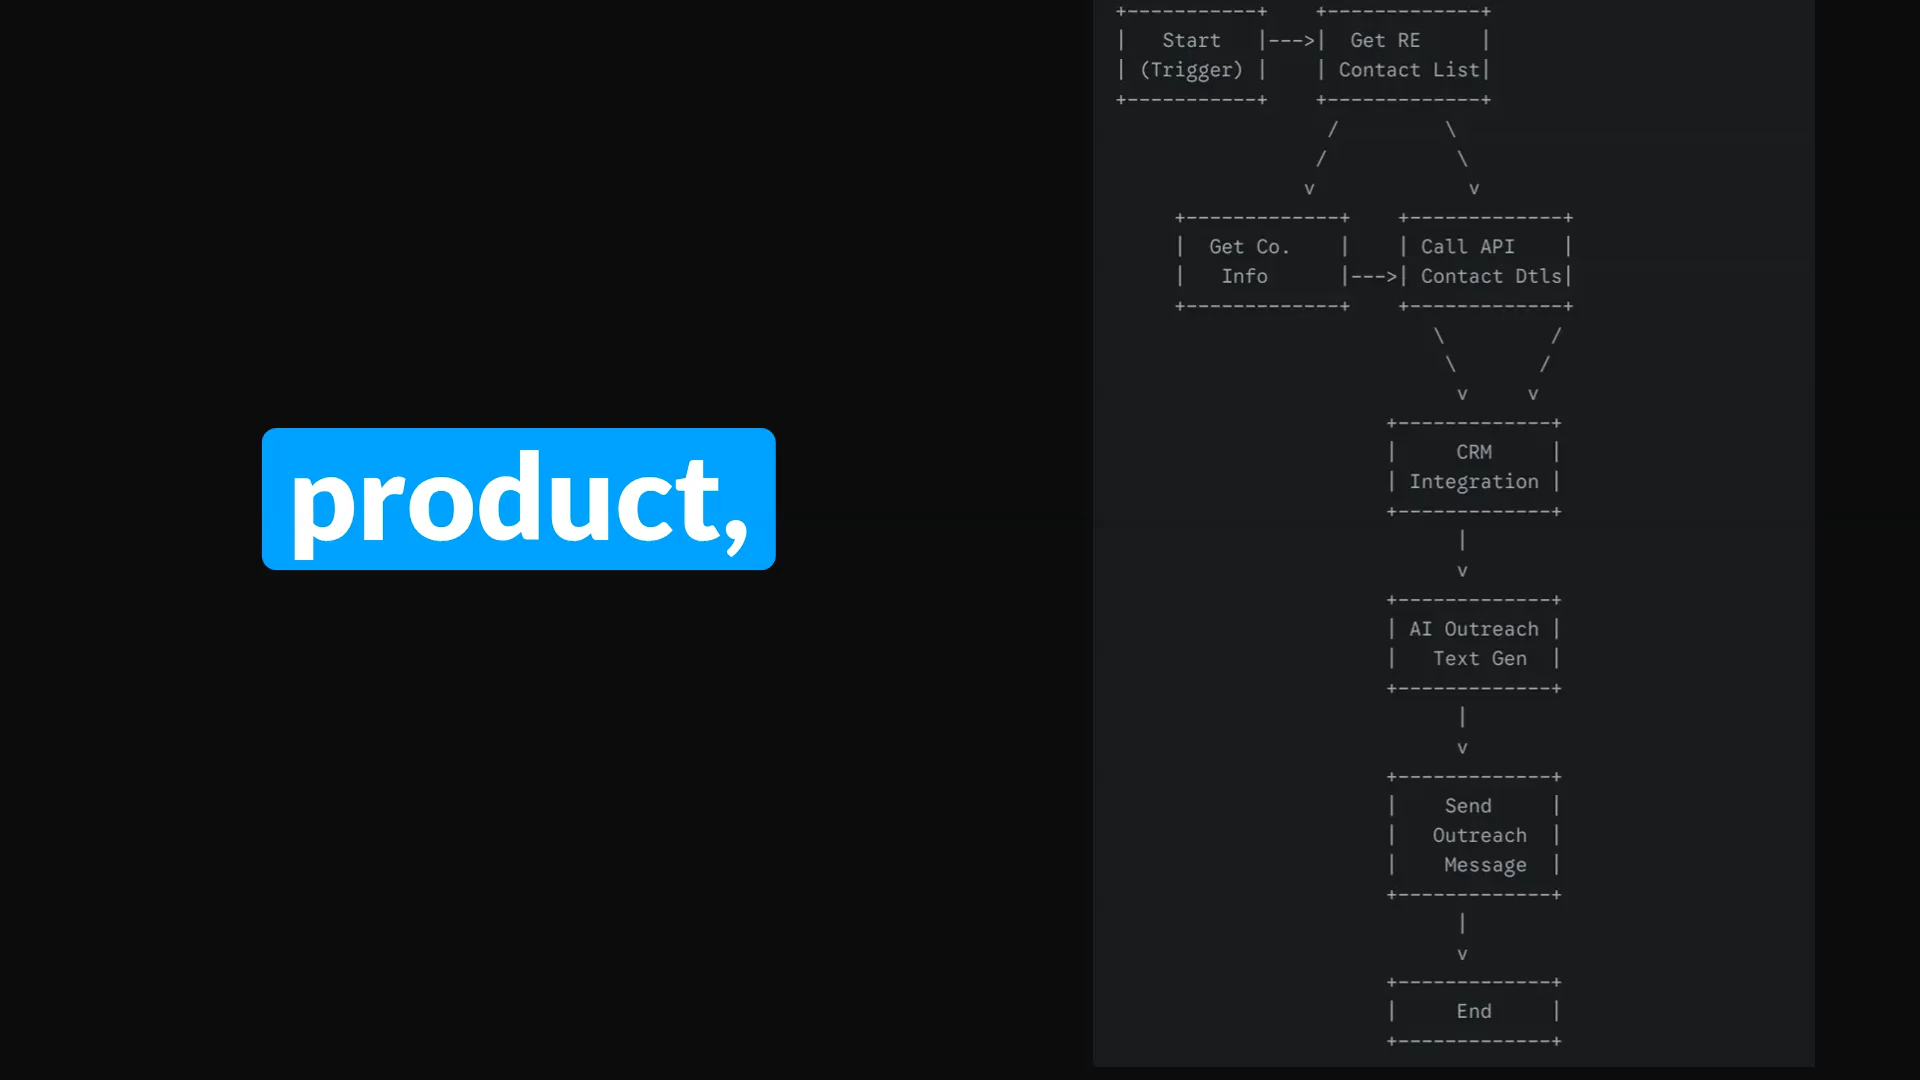 product,
+-----------+    +-------------+
|   Start   |--->|  Get RE     |
| (Trigger) |    | Contact List|
+-----------+    +-------------+
                  /         \
                 /           \
                v             v
     +-------------+    +-------------+
     |  Get Co.    |    | Call API    |
     |   Info      |--->| Contact Dtls|
     +-------------+    +-------------+
                           \         /
                            \       /
                             v     v
                       +-------------+
                       |     CRM     |
                       | Integration |
                       +-------------+
                             |
                             v
                       +-------------+
                       | AI Outreach |
                       |   Text Gen  |
                       +-------------+
                             |
                             v
                       +-------------+
                       |    Send     |
                       |   Outreach  |
                       |    Message  |
                       +-------------+
                             |
                             v
                       +-------------+
                       |     End     |
                       +-------------+